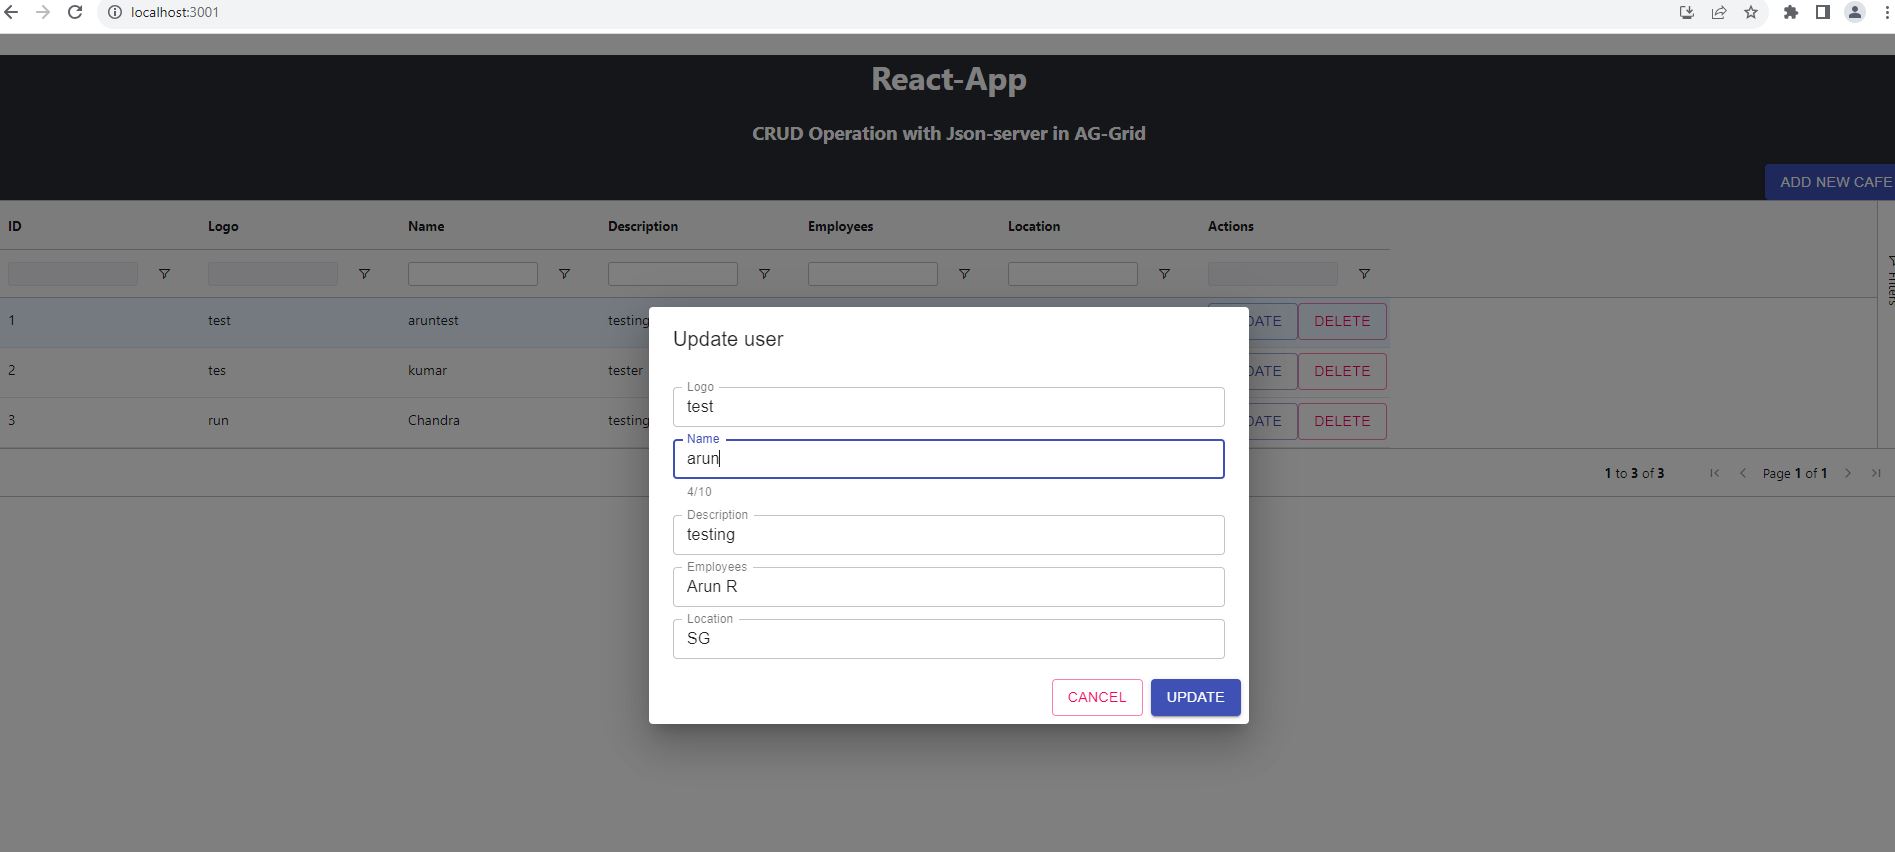 localhost:3001
React-App
CRUD Operation with Json-server in AG-Grid
ADD NEW CAFE
ID Logo Name Description Employees Location Actions
Filters
1 test aruntest testing DATE DELETE
2 tes kumar tester DATE DELETE
3 run Chandra testing DATE DELETE
1 to 3 of 3 Page 1 of 1
Update user
Logo
test
Name
arun
4/10
Description
testing
Employees
Arun R
Location
SG
CANCEL UPDATE